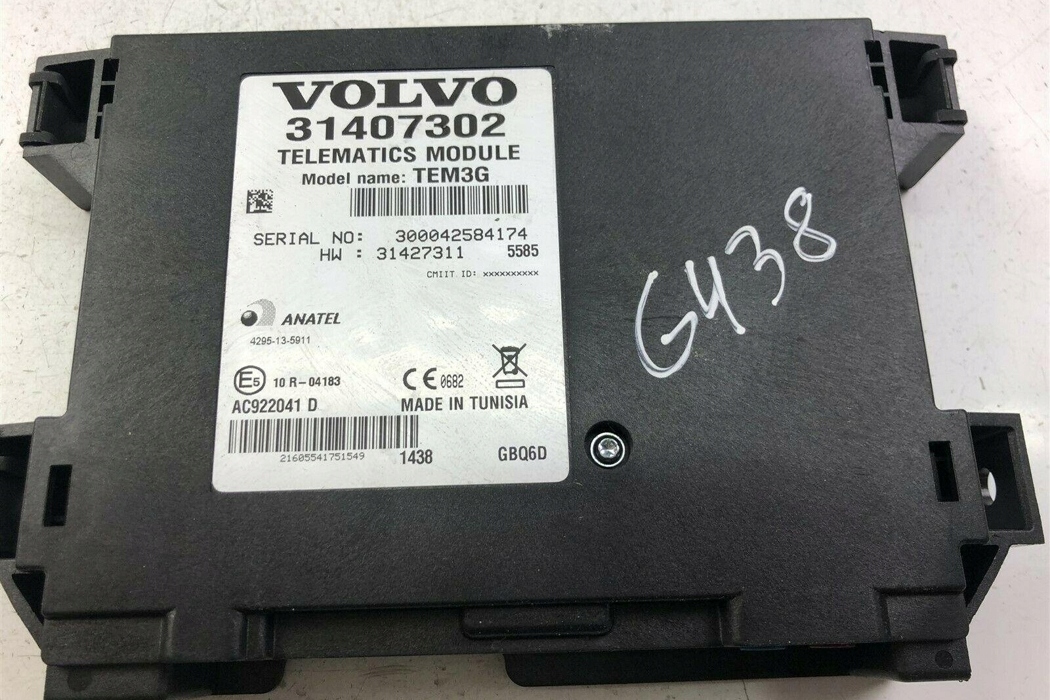 VOLVO
31407302
TELEMATICS MODULE
Model name: TEM3G
SERIAL NO: 300042584174
HW : 31427311 5585
CMIIT ID: xxxxxxxxxx
ANATEL
4295-13-5911
E5 10 R-04183 CE 0682
AC922041 D MADE IN TUNISIA
21605541751549 1438 GBQ6D
G438